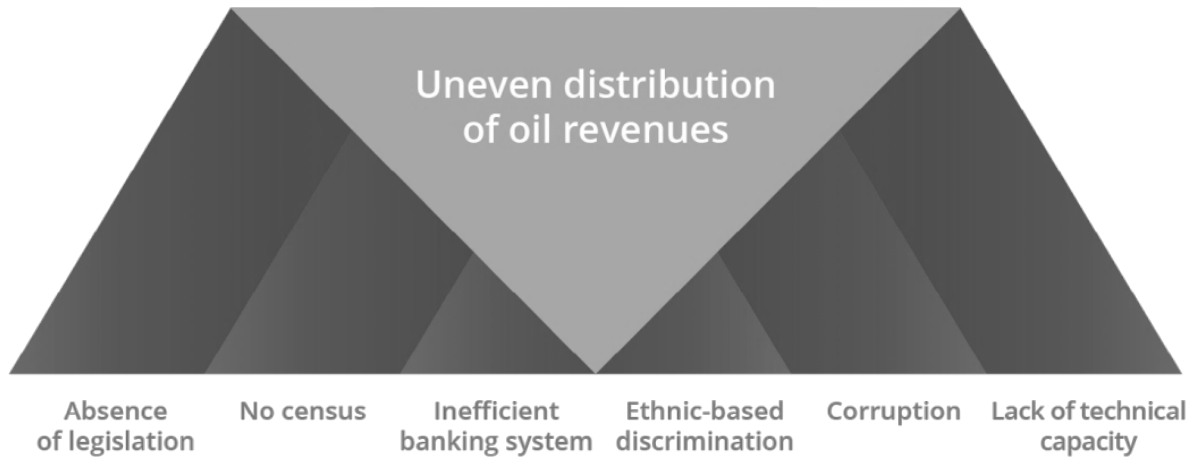 Uneven distribution
of oil revenues
Absence
of legislation
No census
Inefficient
banking system
Ethnic-based
discrimination
Corruption
Lack of technical
capacity